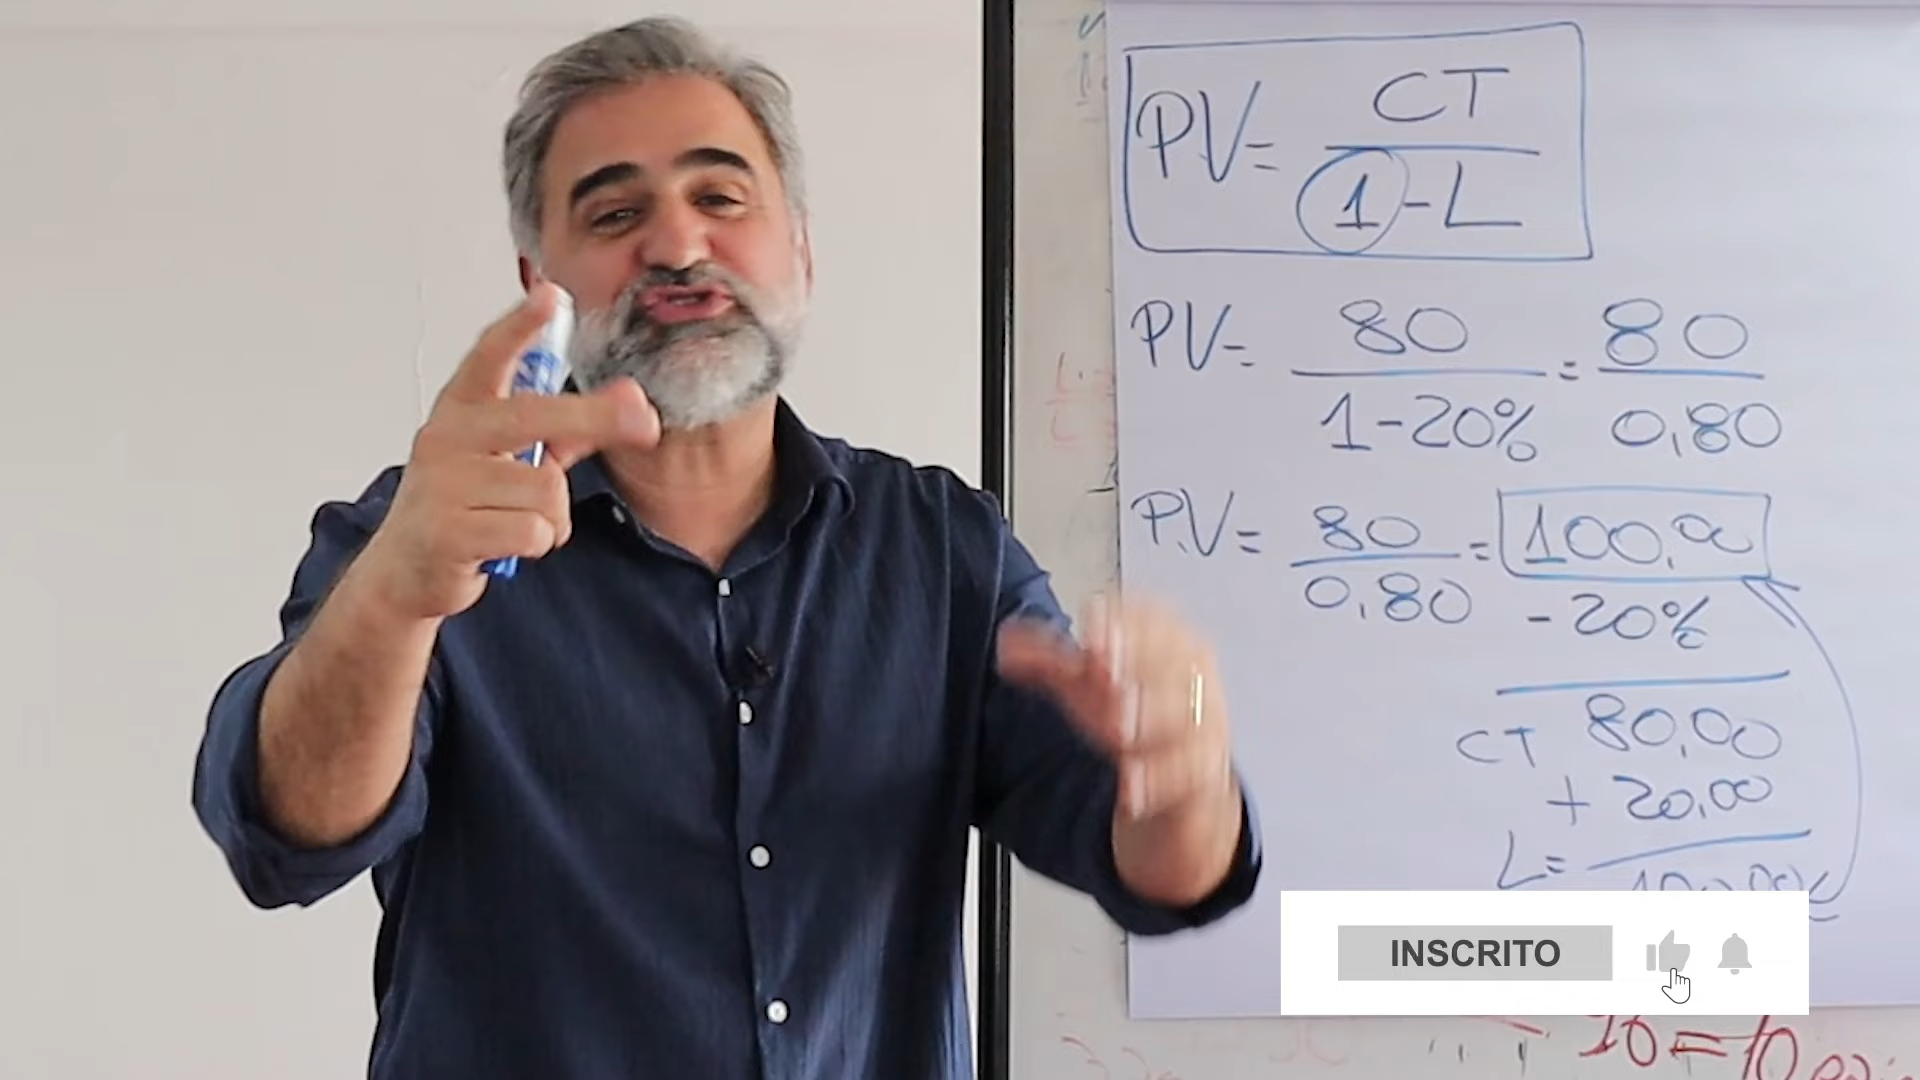 PV= CT
1-L
PV= 80 = 80
1-20% 0,80
P.V= 80 = 100,00
0,80
-20%
CT 80,00
+ 20,00
L=
INSCRITO